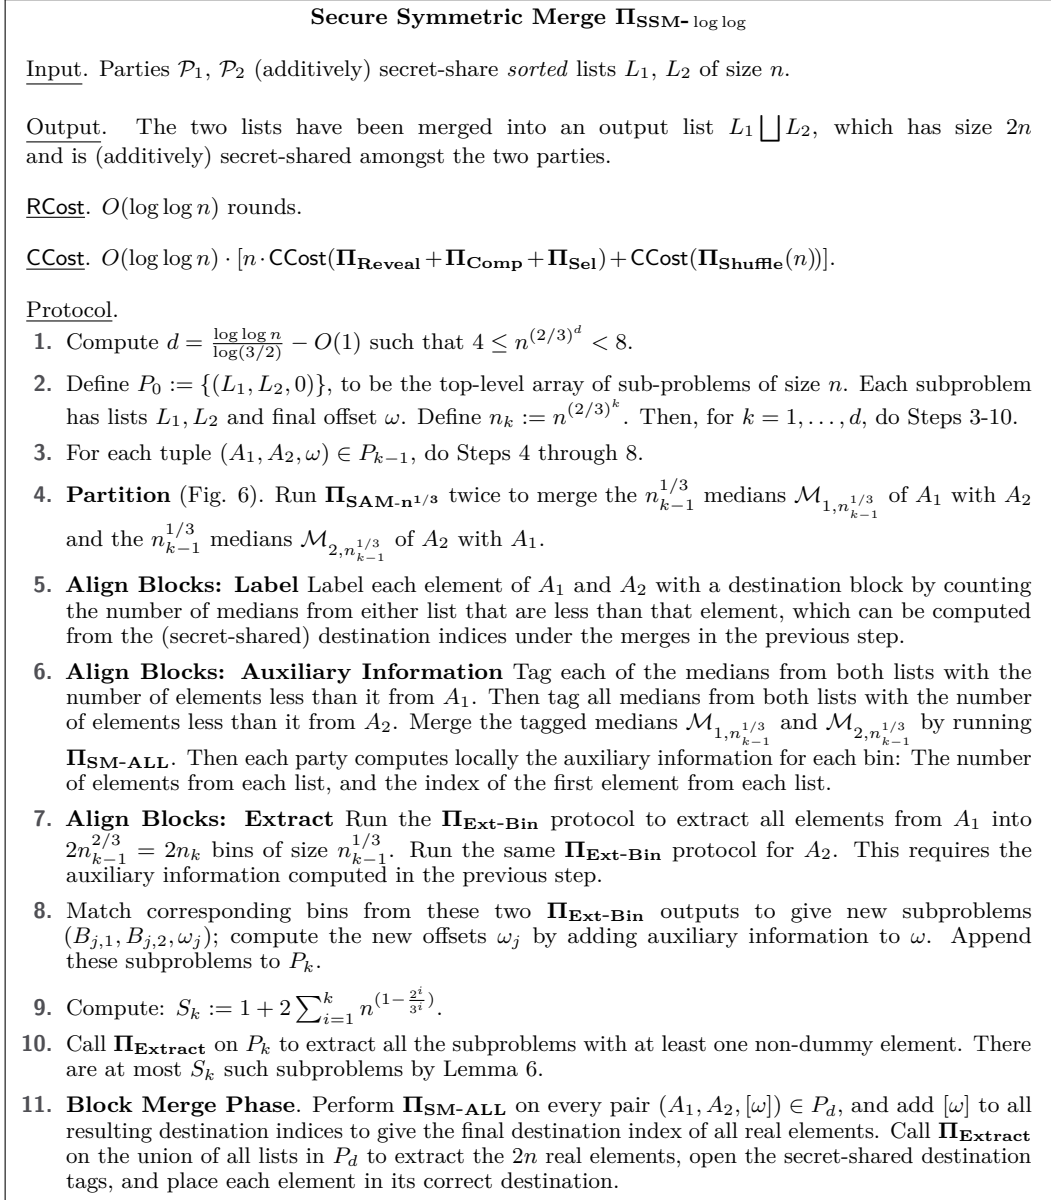 Secure Symmetric Merge Π_SSM-log log
Input. Parties 𝒫₁, 𝒫₂ (additively) secret-share sorted lists L₁, L₂ of size n.
Output. The two lists have been merged into an output list L₁ ⨆ L₂, which has size 2n
and is (additively) secret-shared amongst the two parties.
RCost. O(log log n) rounds.
CCost. O(log log n) · [n · CCost(Π_Reveal + Π_Comp + Π_Sel) + CCost(Π_Shuffle(n))].
Protocol.
1. Compute d = \frac{log log n}{log(3/2)} − O(1) such that 4 ≤ n^{(2/3)^d} < 8.
2. Define P₀ := {(L₁, L₂, 0)}, to be the top-level array of sub-problems of size n. Each subproblem
has lists L₁, L₂ and final offset ω. Define n_k := n^{(2/3)^k}. Then, for k = 1, . . . , d, do Steps 3-10.
3. For each tuple (A₁, A₂, ω) ∈ P_{k−1}, do Steps 4 through 8.
4. Partition (Fig. 6). Run Π_{SAM-n^{1/3}} twice to merge the n_{k−1}^{1/3} medians ℳ_{1,n_{k−1}^{1/3}} of A₁ with A₂
and the n_{k−1}^{1/3} medians ℳ_{2,n_{k−1}^{1/3}} of A₂ with A₁.
5. Align Blocks: Label Label each element of A₁ and A₂ with a destination block by counting
the number of medians from either list that are less than that element, which can be computed
from the (secret-shared) destination indices under the merges in the previous step.
6. Align Blocks: Auxiliary Information Tag each of the medians from both lists with the
number of elements less than it from A₁. Then tag all medians from both lists with the number
of elements less than it from A₂. Merge the tagged medians ℳ_{1,n_{k−1}^{1/3}} and ℳ_{2,n_{k−1}^{1/3}} by running
Π_SM-ALL. Then each party computes locally the auxiliary information for each bin: The number
of elements from each list, and the index of the first element from each list.
7. Align Blocks: Extract Run the Π_Ext-Bin protocol to extract all elements from A₁ into
2n_{k−1}^{2/3} = 2n_k bins of size n_{k−1}^{1/3}. Run the same Π_Ext-Bin protocol for A₂. This requires the
auxiliary information computed in the previous step.
8. Match corresponding bins from these two Π_Ext-Bin outputs to give new subproblems
(B_{j,1}, B_{j,2}, ω_j); compute the new offsets ω_j by adding auxiliary information to ω. Append
these subproblems to P_k.
9. Compute: S_k := 1 + 2 ∑_{i=1}^{k} n^{(1−\frac{2^i}{3^i})}.
10. Call Π_Extract on P_k to extract all the subproblems with at least one non-dummy element. There
are at most S_k such subproblems by Lemma 6.
11. Block Merge Phase. Perform Π_SM-ALL on every pair (A₁, A₂, [ω]) ∈ P_d, and add [ω] to all
resulting destination indices to give the final destination index of all real elements. Call Π_Extract
on the union of all lists in P_d to extract the 2n real elements, open the secret-shared destination
tags, and place each element in its correct destination.